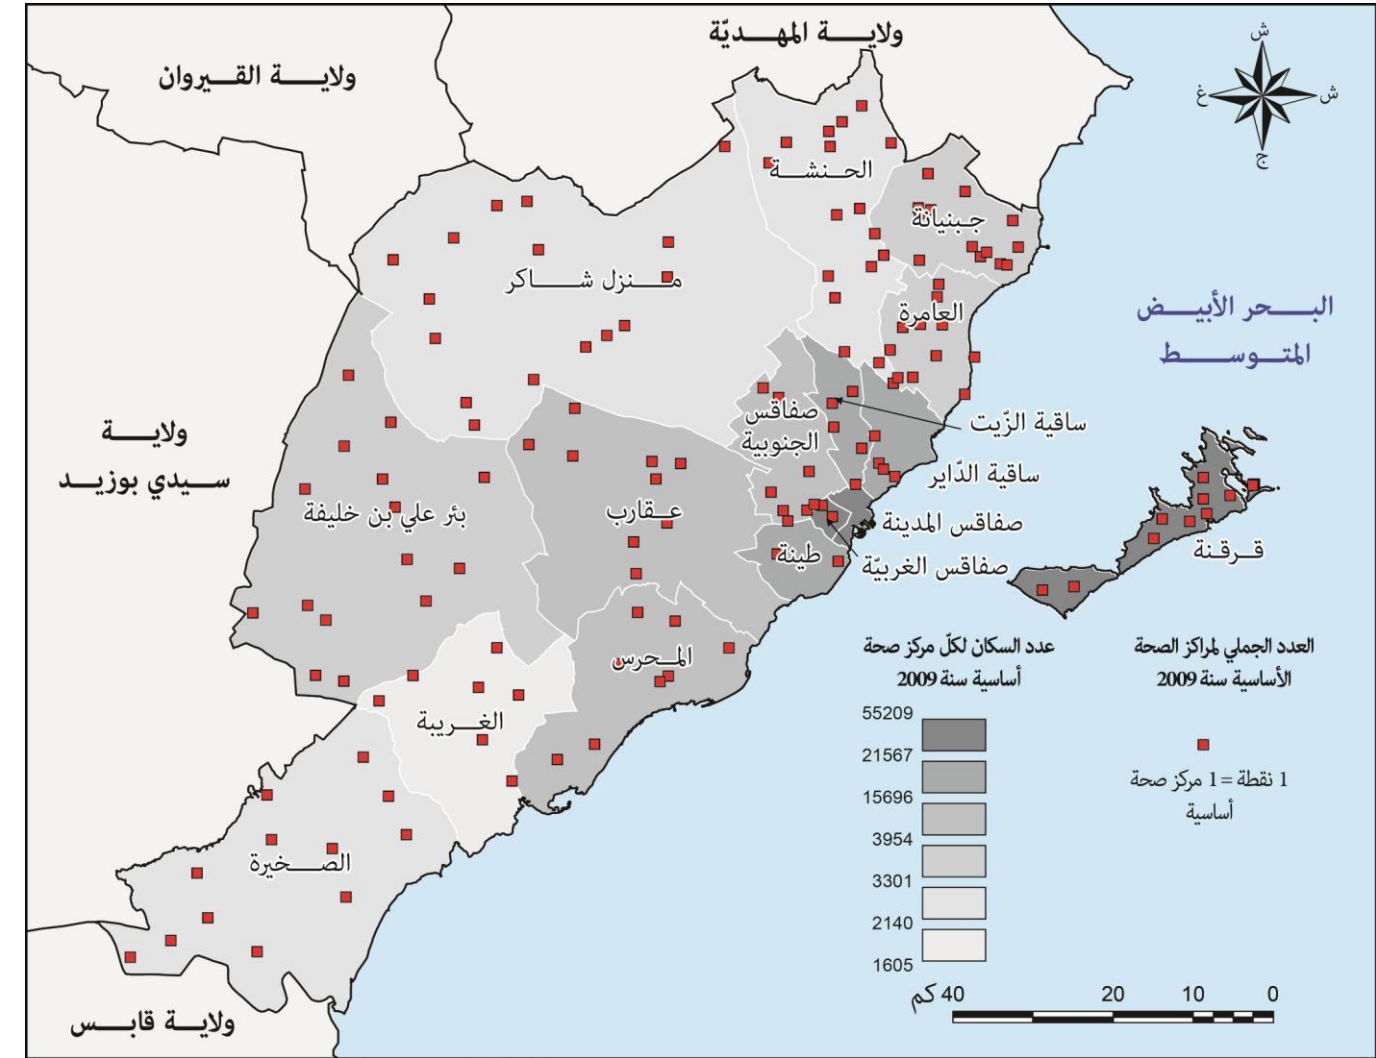 ولاية المهديّة
ولاية القيروان
ش
غ
ش
ج
الحنشة
جبنيانة
منزل شاكر
العامرة
البحر الأبيض
المتوسط
صفاقس
الجنوبية
ساقية الزّيت
ولاية
سيدي بوزيد
ساقية الدّاير
بئر علي بن خليفة
عقارب
صفاقس المدينة
طينة
صفاقس الغربيّة
قرقنة
المحرس
الغريبة
الصخيرة
ولاية قابس
العدد الجملي لمراكز الصحة
الأساسية سنة 2009
1 نقطة = 1 مركز صحة
أساسية
عدد السكان لكلّ مركز صحة
أساسية سنة 2009
55209
21567
15696
3954
3301
2140
1605
0 10 20 40 كم